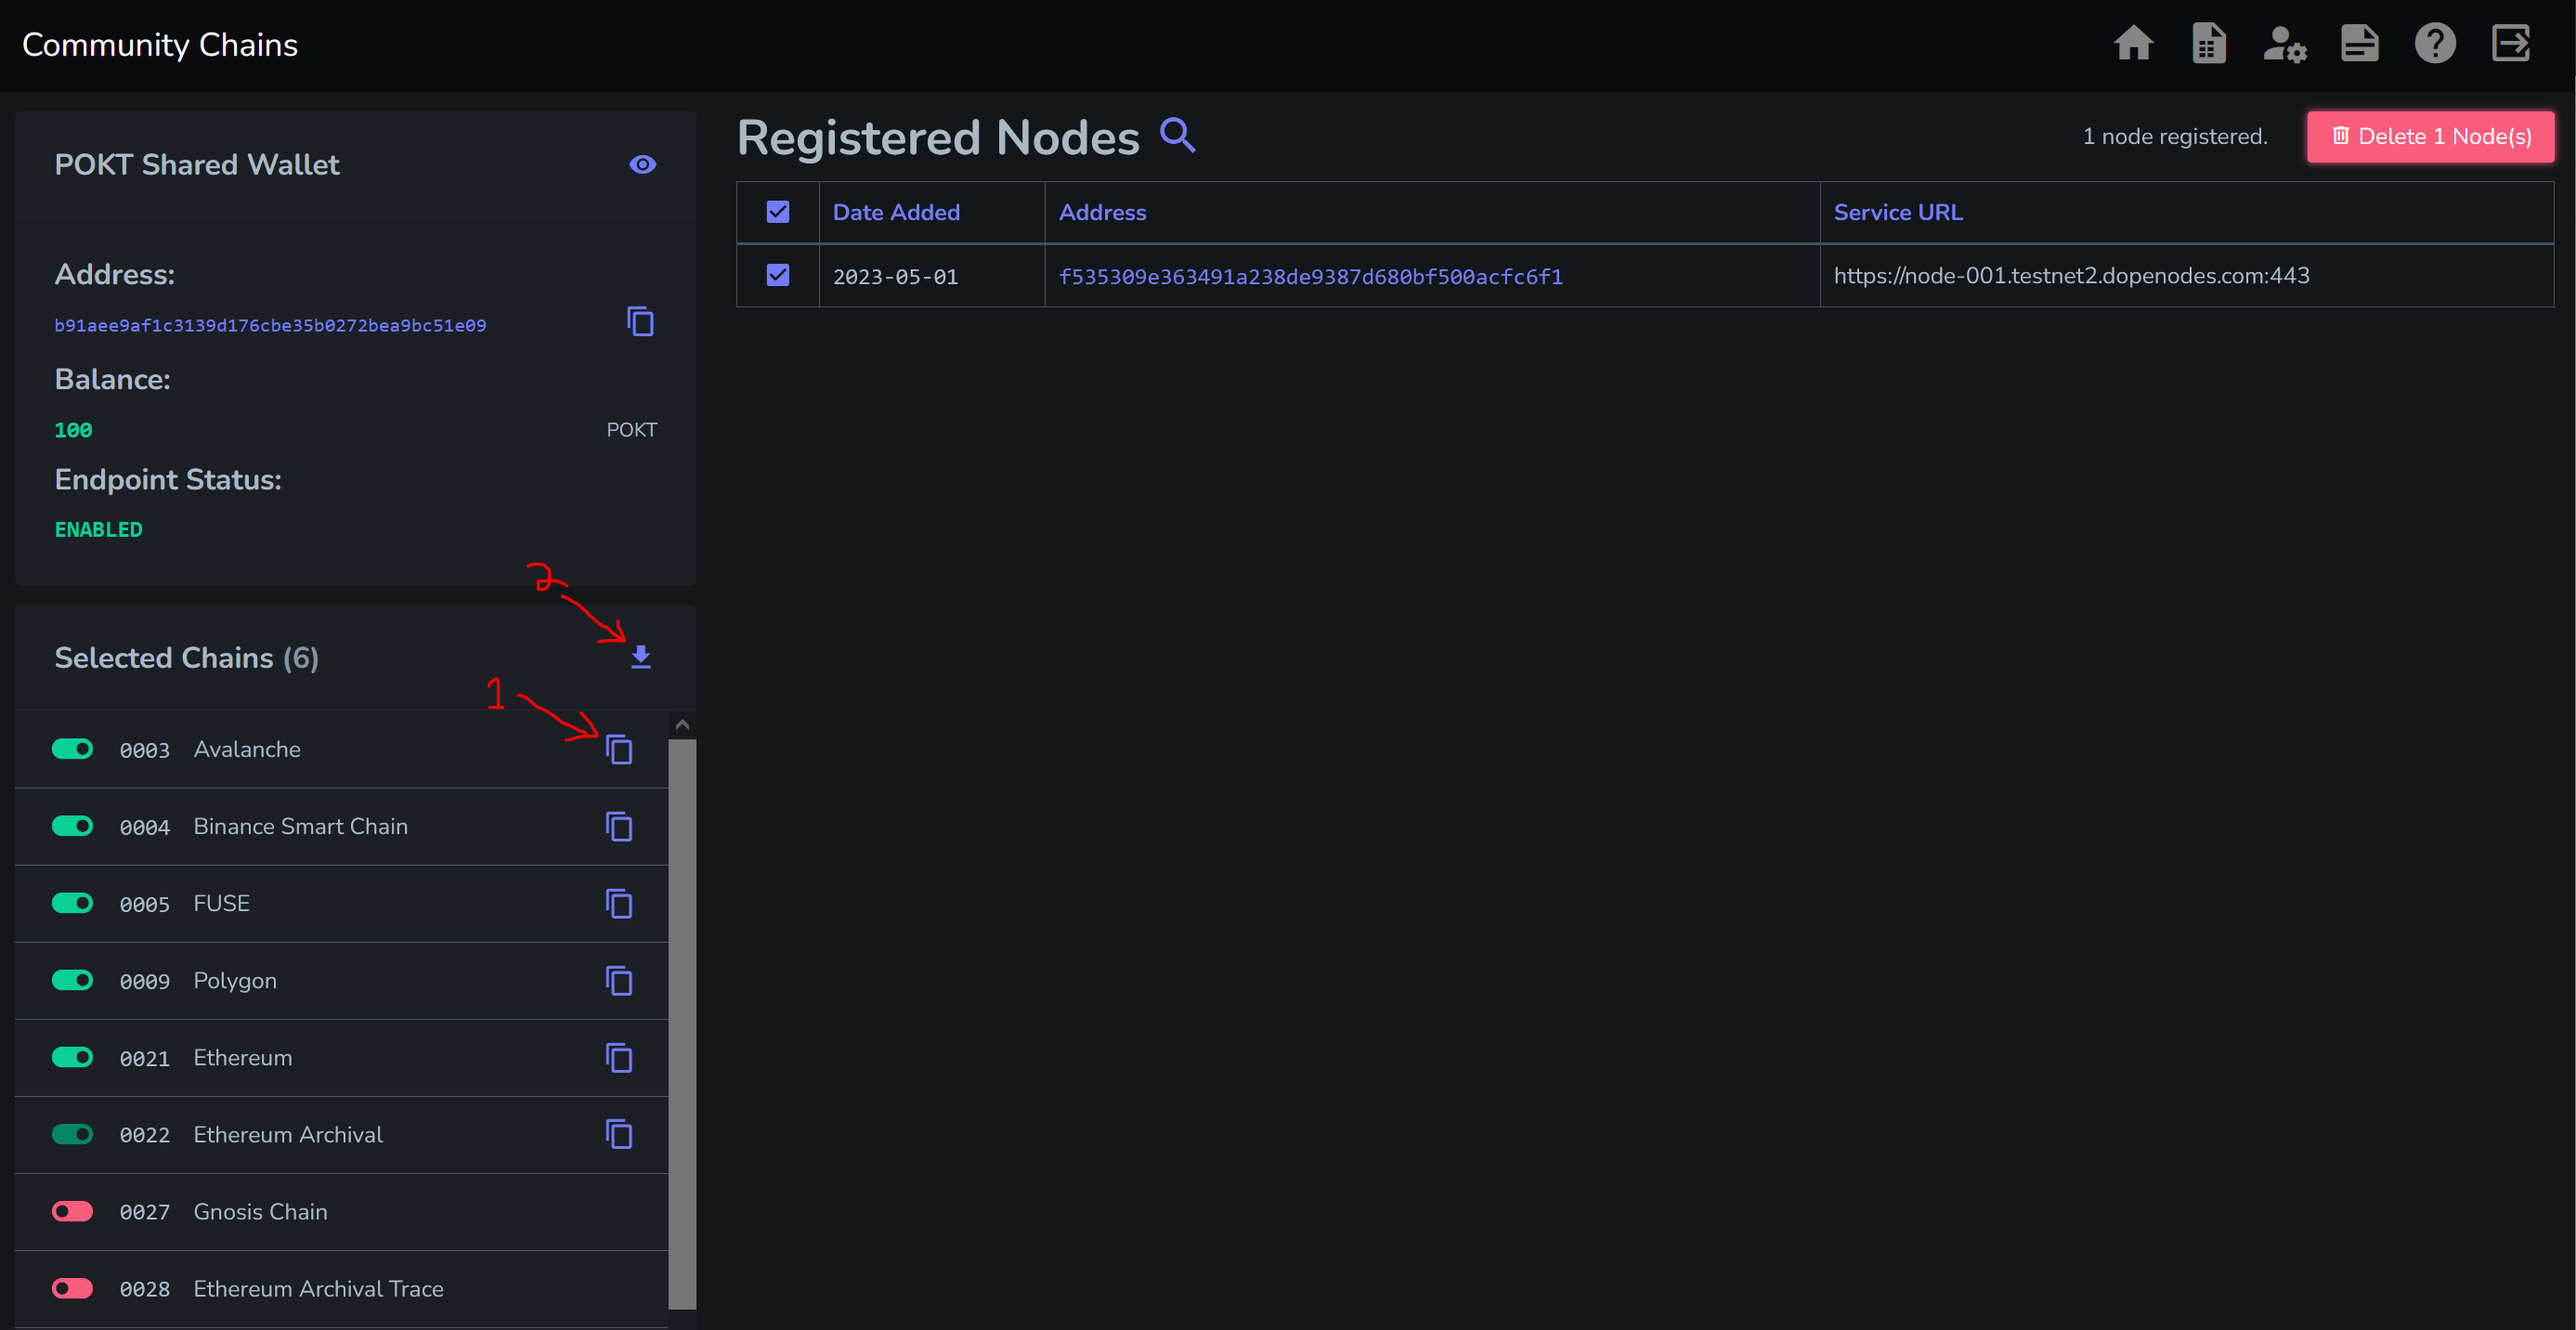 Community Chains
POKT Shared Wallet
Address:
b91aee9af1c3139d176cbe35b0272bea9bc51e09
Balance:
100 POKT
Endpoint Status:
ENABLED
2
Selected Chains (6)
1
0003 Avalanche
0004 Binance Smart Chain
0005 FUSE
0009 Polygon
0021 Ethereum
0022 Ethereum Archival
0027 Gnosis Chain
0028 Ethereum Archival Trace
Registered Nodes
1 node registered.
Delete 1 Node(s)
Date Added Address Service URL
2023-05-01 f535309e363491a238de9387d680bf500acfc6f1 https://node-001.testnet2.dopenodes.com:443